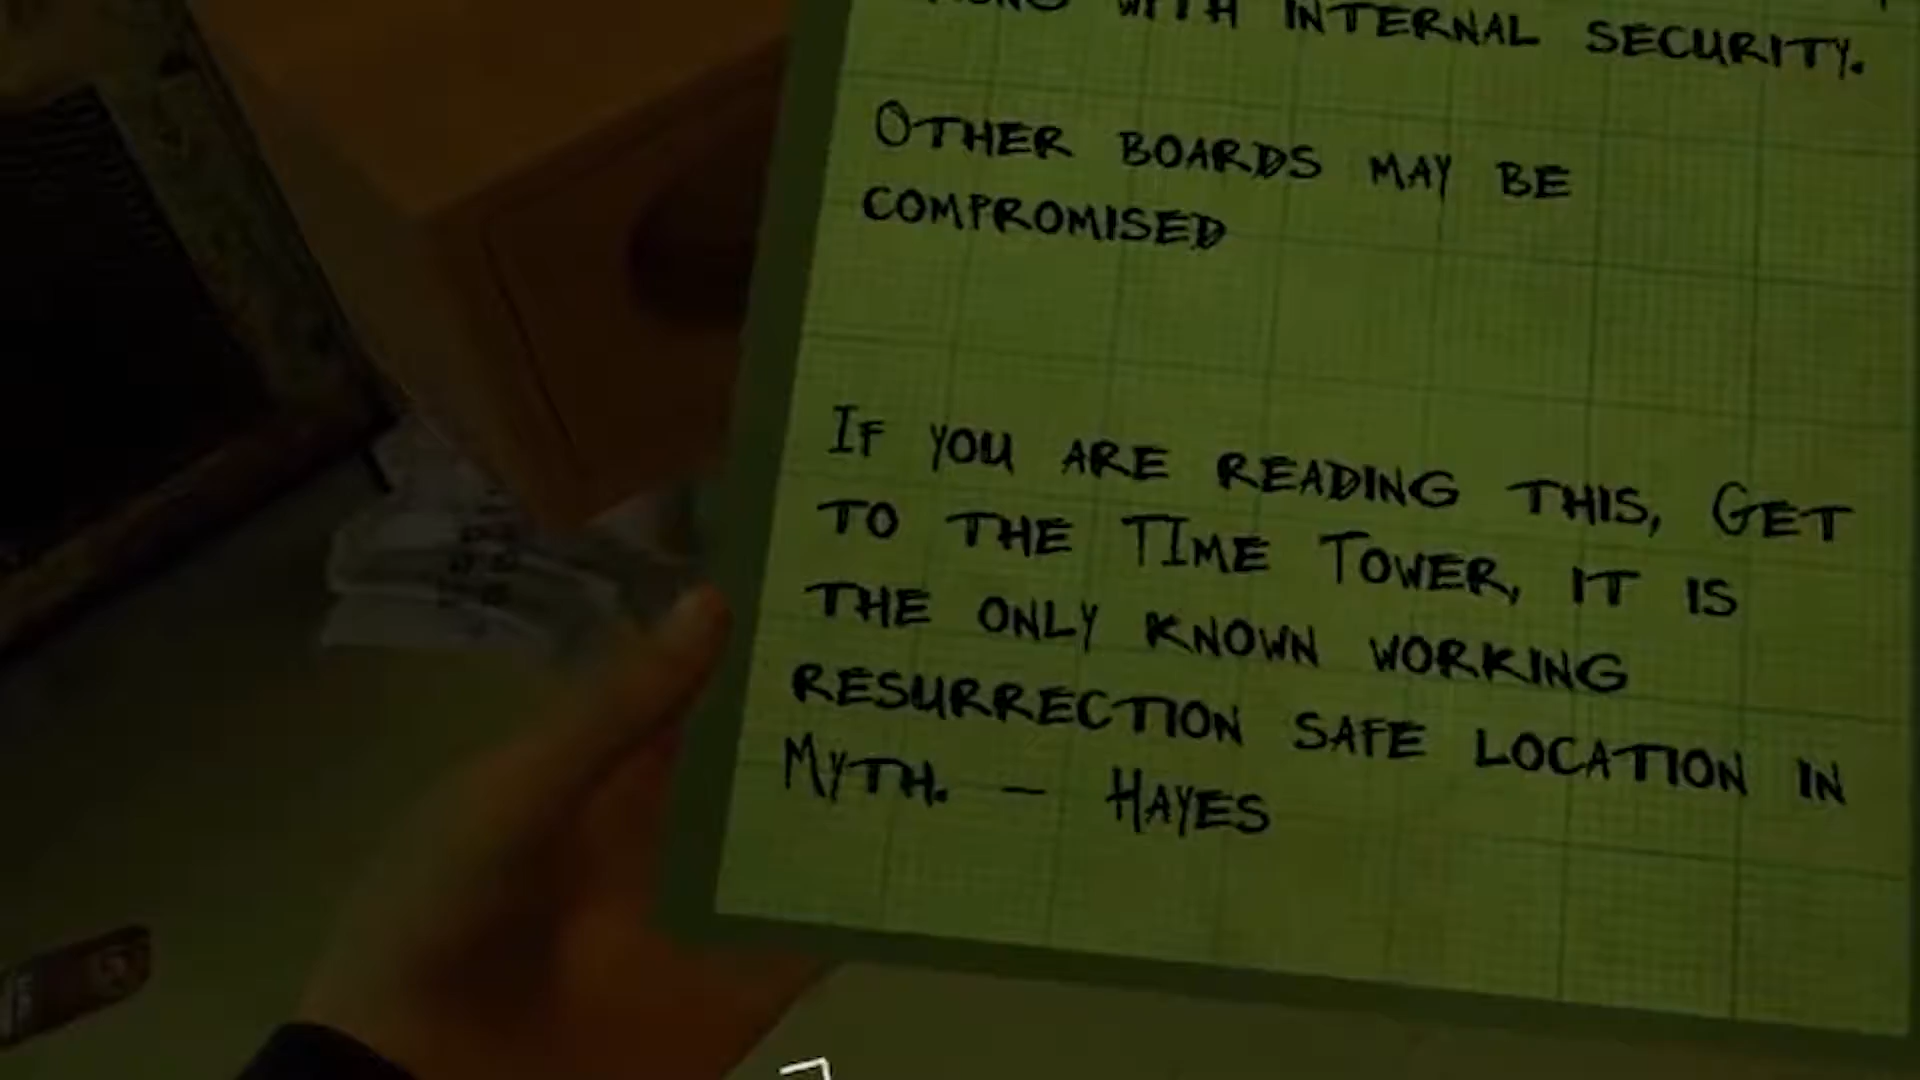 WITH INTERNAL SECURITY.
OTHER BOARDS MAY BE
COMPROMISED
IF YOU ARE READING THIS, GET
TO THE TIME TOWER, IT IS
THE ONLY KNOWN WORKING
RESURRECTION SAFE LOCATION IN
MYTH. — HAYES